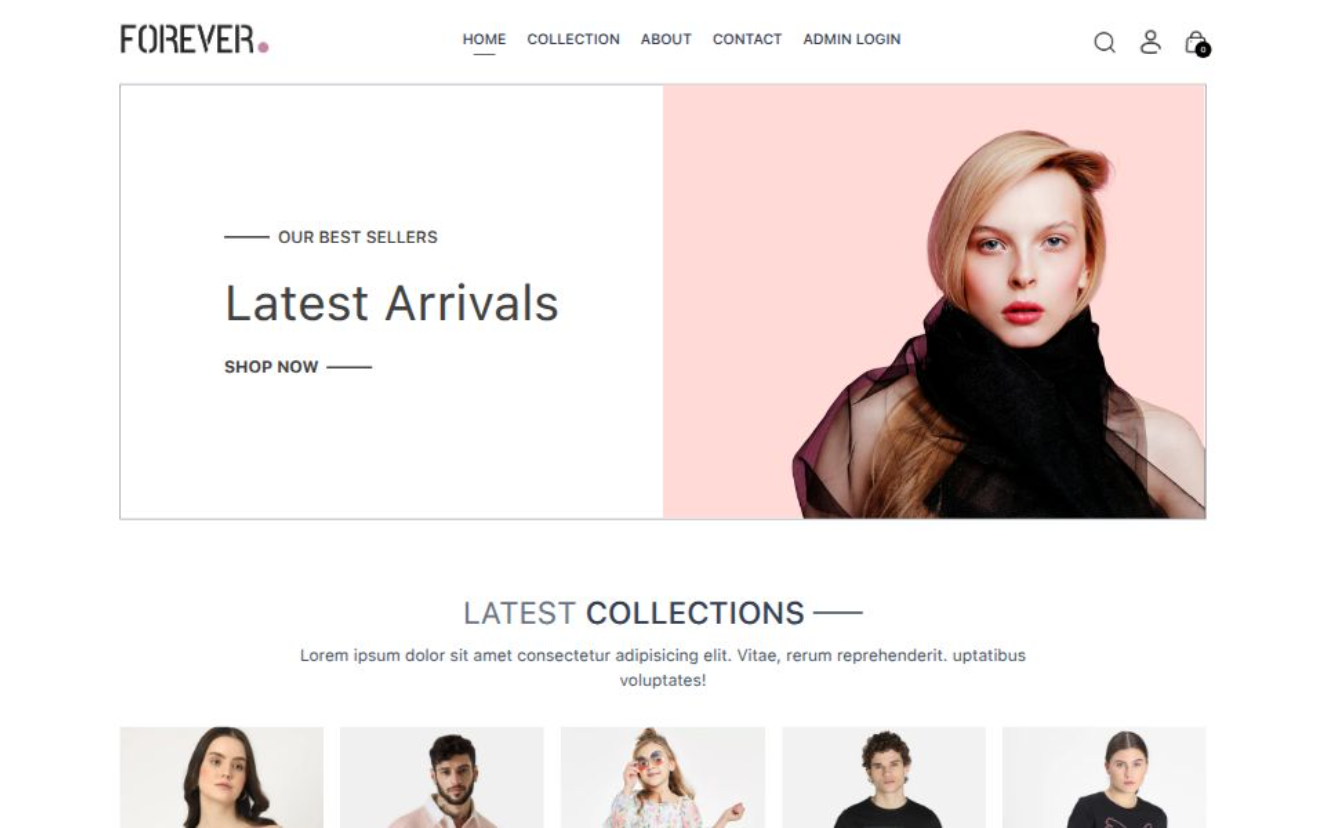 FOREVER.
HOME COLLECTION ABOUT CONTACT ADMIN LOGIN
0
OUR BEST SELLERS
Latest Arrivals
SHOP NOW
LATEST COLLECTIONS
Lorem ipsum dolor sit amet consectetur adipisicing elit. Vitae, rerum reprehenderit. uptatibus
voluptates!